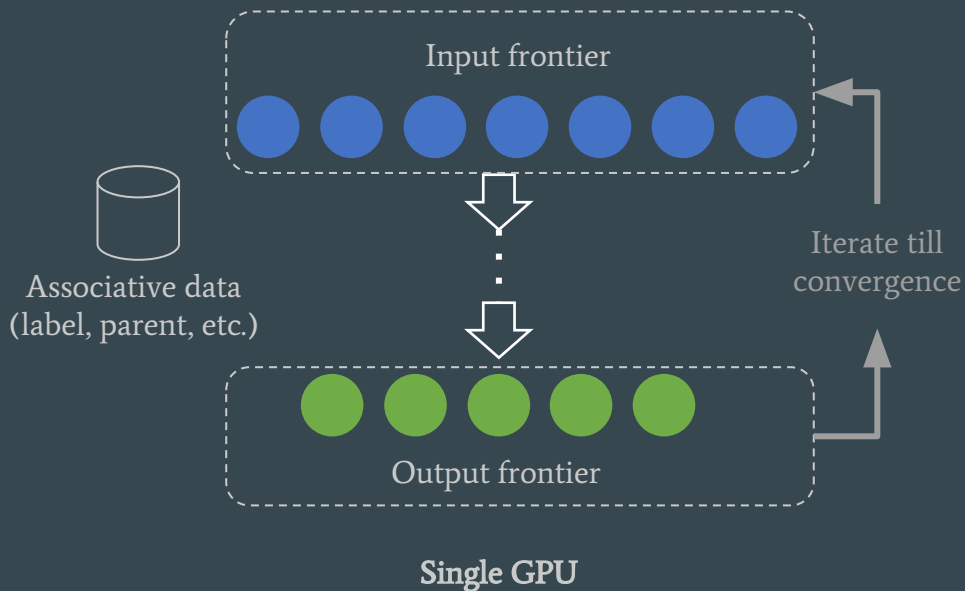 Input frontier
Associative data
(label, parent, etc.)
Iterate till
convergence
Output frontier
Single GPU